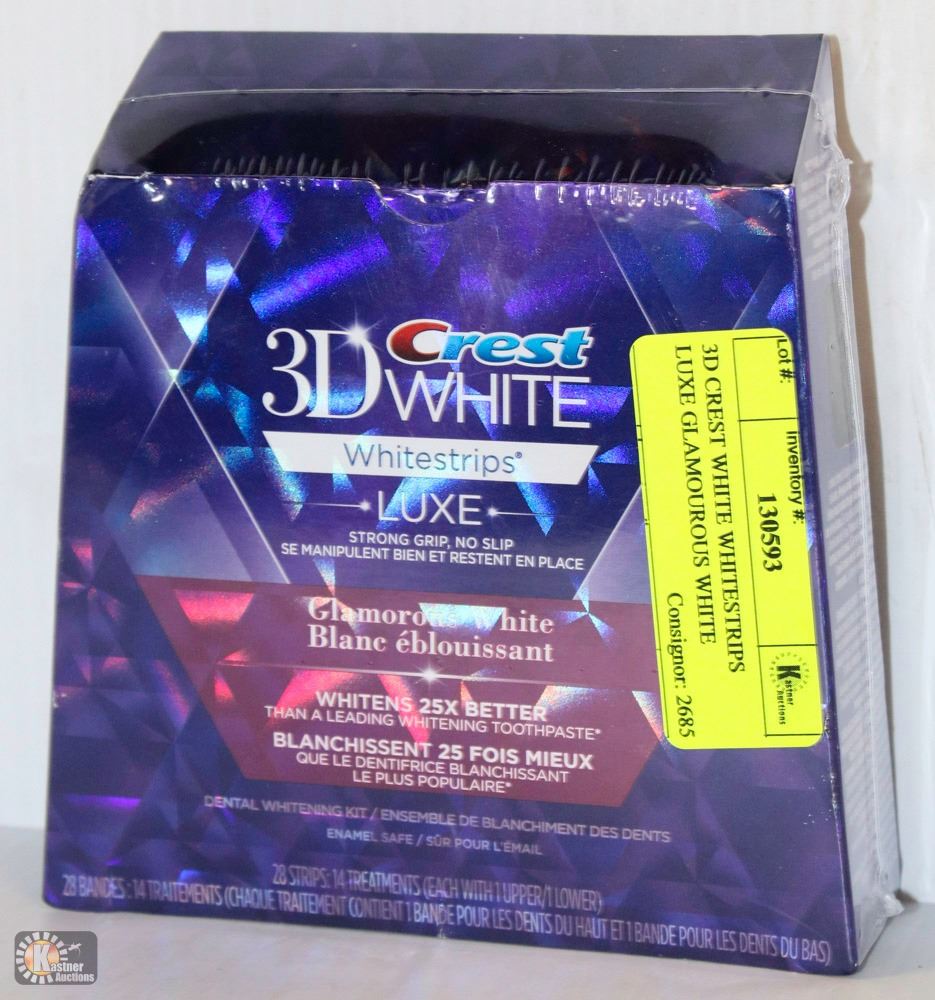 Crest
3D WHITE
Whitestrips®
LUXE
STRONG GRIP, NO SLIP
SE MANIPULENT BIEN ET RESTENT EN PLACE
Glamorous White
Blanc éblouissant
WHITENS 25X BETTER
THAN A LEADING WHITENING TOOTHPASTE*
BLANCHISSENT 25 FOIS MIEUX
QUE LE DENTIFRICE BLANCHISSANT
LE PLUS POPULAIRE*
DENTAL WHITENING KIT / ENSEMBLE DE BLANCHIMENT DES DENTS
ENAMEL SAFE / SÛR POUR L'ÉMAIL
28 STRIPS: 14 TREATMENTS (EACH WITH 1 UPPER/1 LOWER)
28 BANDES : 14 TRAITEMENTS (CHAQUE TRAITEMENT CONTIENT 1 BANDE POUR LES DENTS DU HAUT ET 1 BANDE POUR LES DENTS DU BAS)
Lot #:
Inventory #:
130593
Kastner
Auctions
3D CREST WHITE WHITESTRIPS
LUXE GLAMOUROUS WHITE
Consignor: 2685
Kastner
Auctions